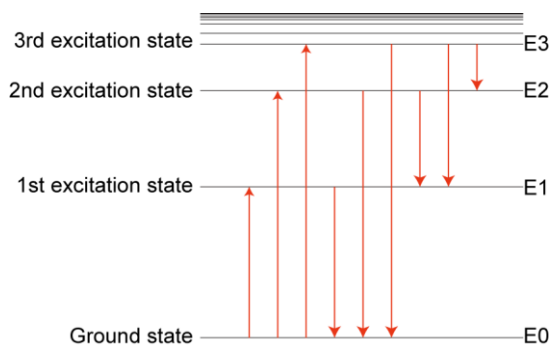 3rd excitation state E3
2nd excitation state E2
1st excitation state E1
Ground state E0